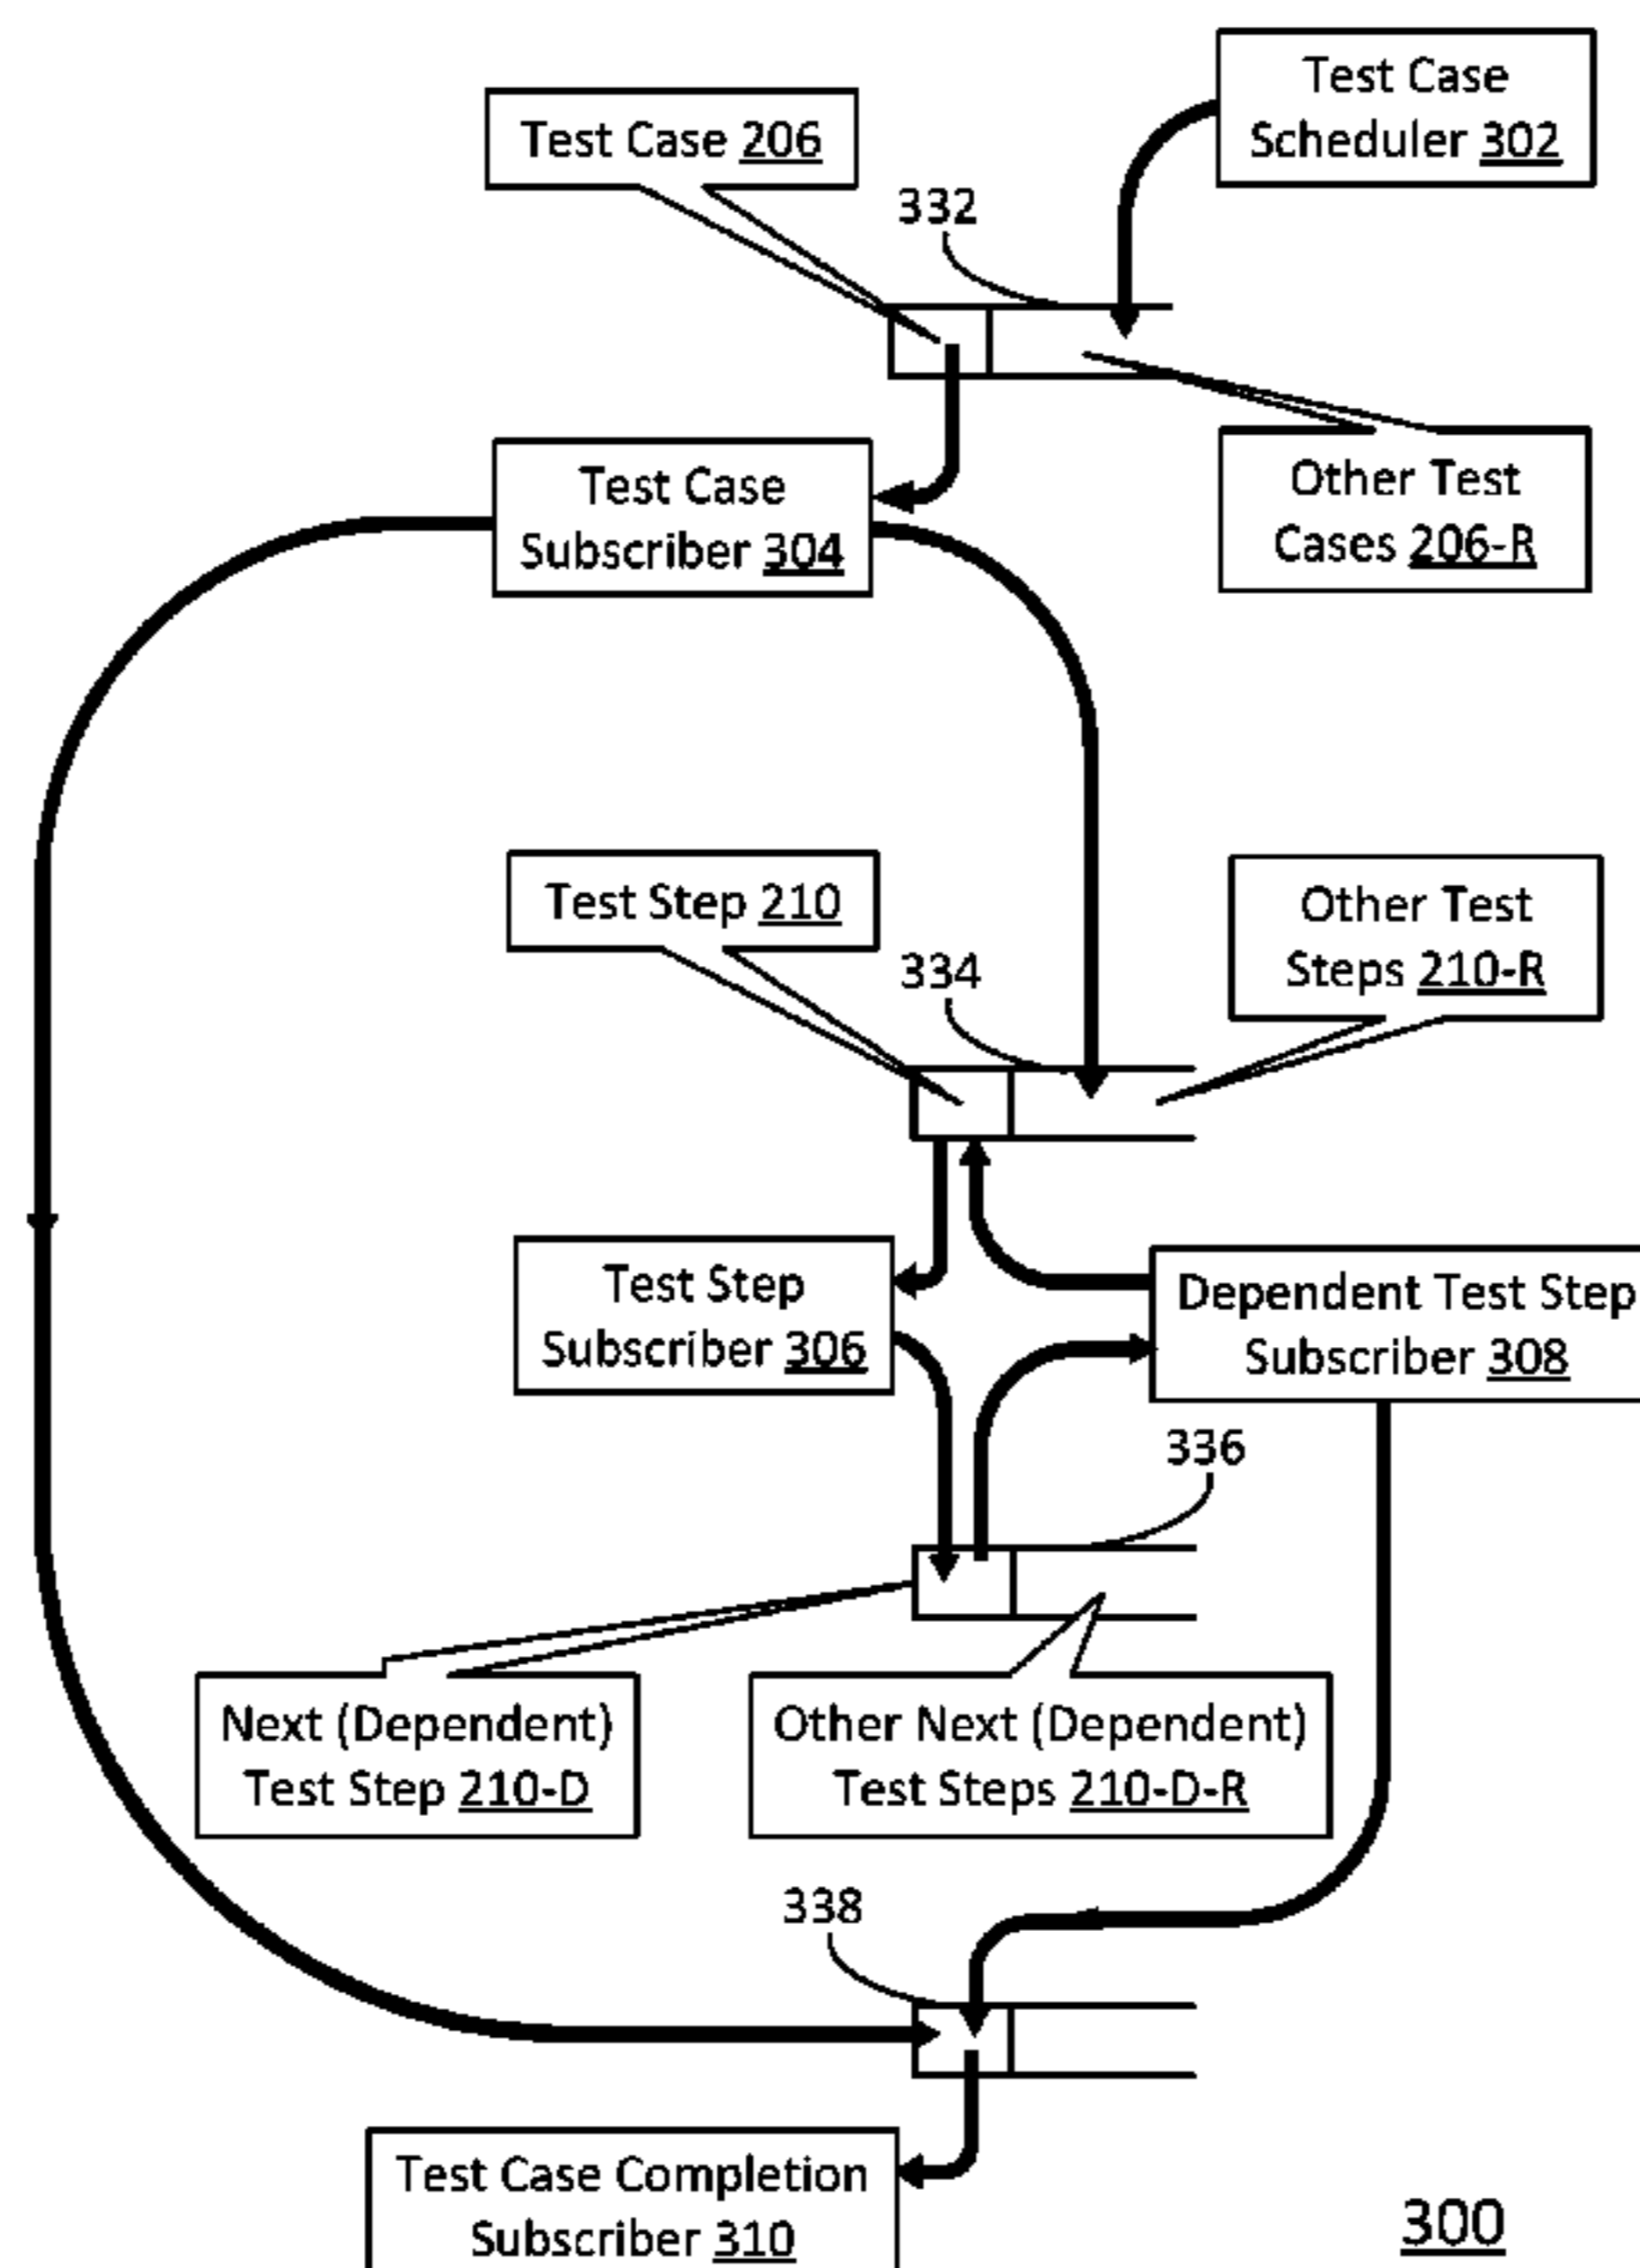 Test Case
Scheduler 302
Test Case 206
332
Test Case
Subscriber 304
Other Test
Cases 206-R
Test Step 210
Other Test
Steps 210-R
334
Test Step
Subscriber 306
Dependent Test Step
Subscriber 308
336
Next (Dependent)
Test Step 210-D
Other Next (Dependent)
Test Steps 210-D-R
338
Test Case Completion
Subscriber 310
300